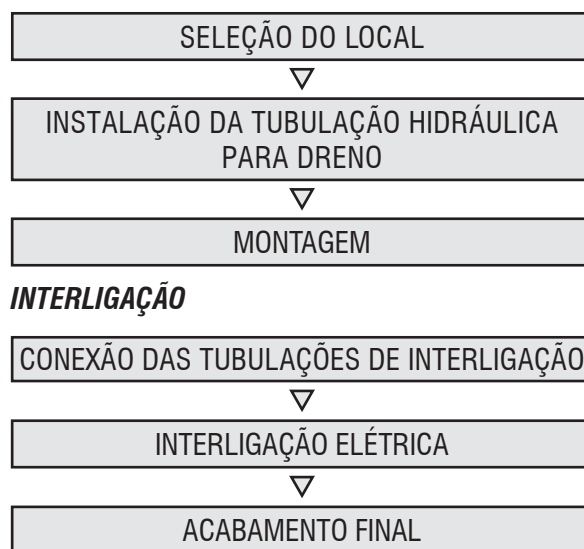 SELEÇÃO DO LOCAL
INSTALAÇÃO DA TUBULAÇÃO HIDRÁULICA
PARA DRENO
MONTAGEM
INTERLIGAÇÃO
CONEXÃO DAS TUBULAÇÕES DE INTERLIGAÇÃO
INTERLIGAÇÃO ELÉTRICA
ACABAMENTO FINAL